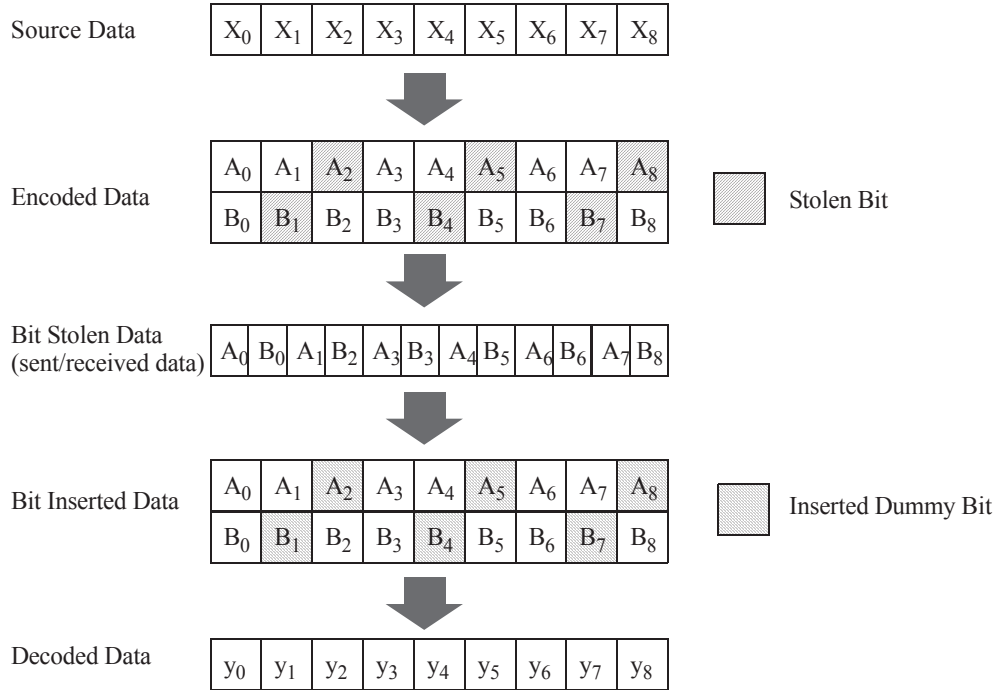 Source Data
X₀ X₁ X₂ X₃ X₄ X₅ X₆ X₇ X₈
Encoded Data
A₀ A₁ A₂ A₃ A₄ A₅ A₆ A₇ A₈
B₀ B₁ B₂ B₃ B₄ B₅ B₆ B₇ B₈
Stolen Bit
Bit Stolen Data
(sent/received data)
A₀ B₀ A₁ B₂ A₃ B₃ A₄ B₅ A₆ B₆ A₇ B₈
Bit Inserted Data
A₀ A₁ A₂ A₃ A₄ A₅ A₆ A₇ A₈
B₀ B₁ B₂ B₃ B₄ B₅ B₆ B₇ B₈
Inserted Dummy Bit
Decoded Data
y₀ y₁ y₂ y₃ y₄ y₅ y₆ y₇ y₈